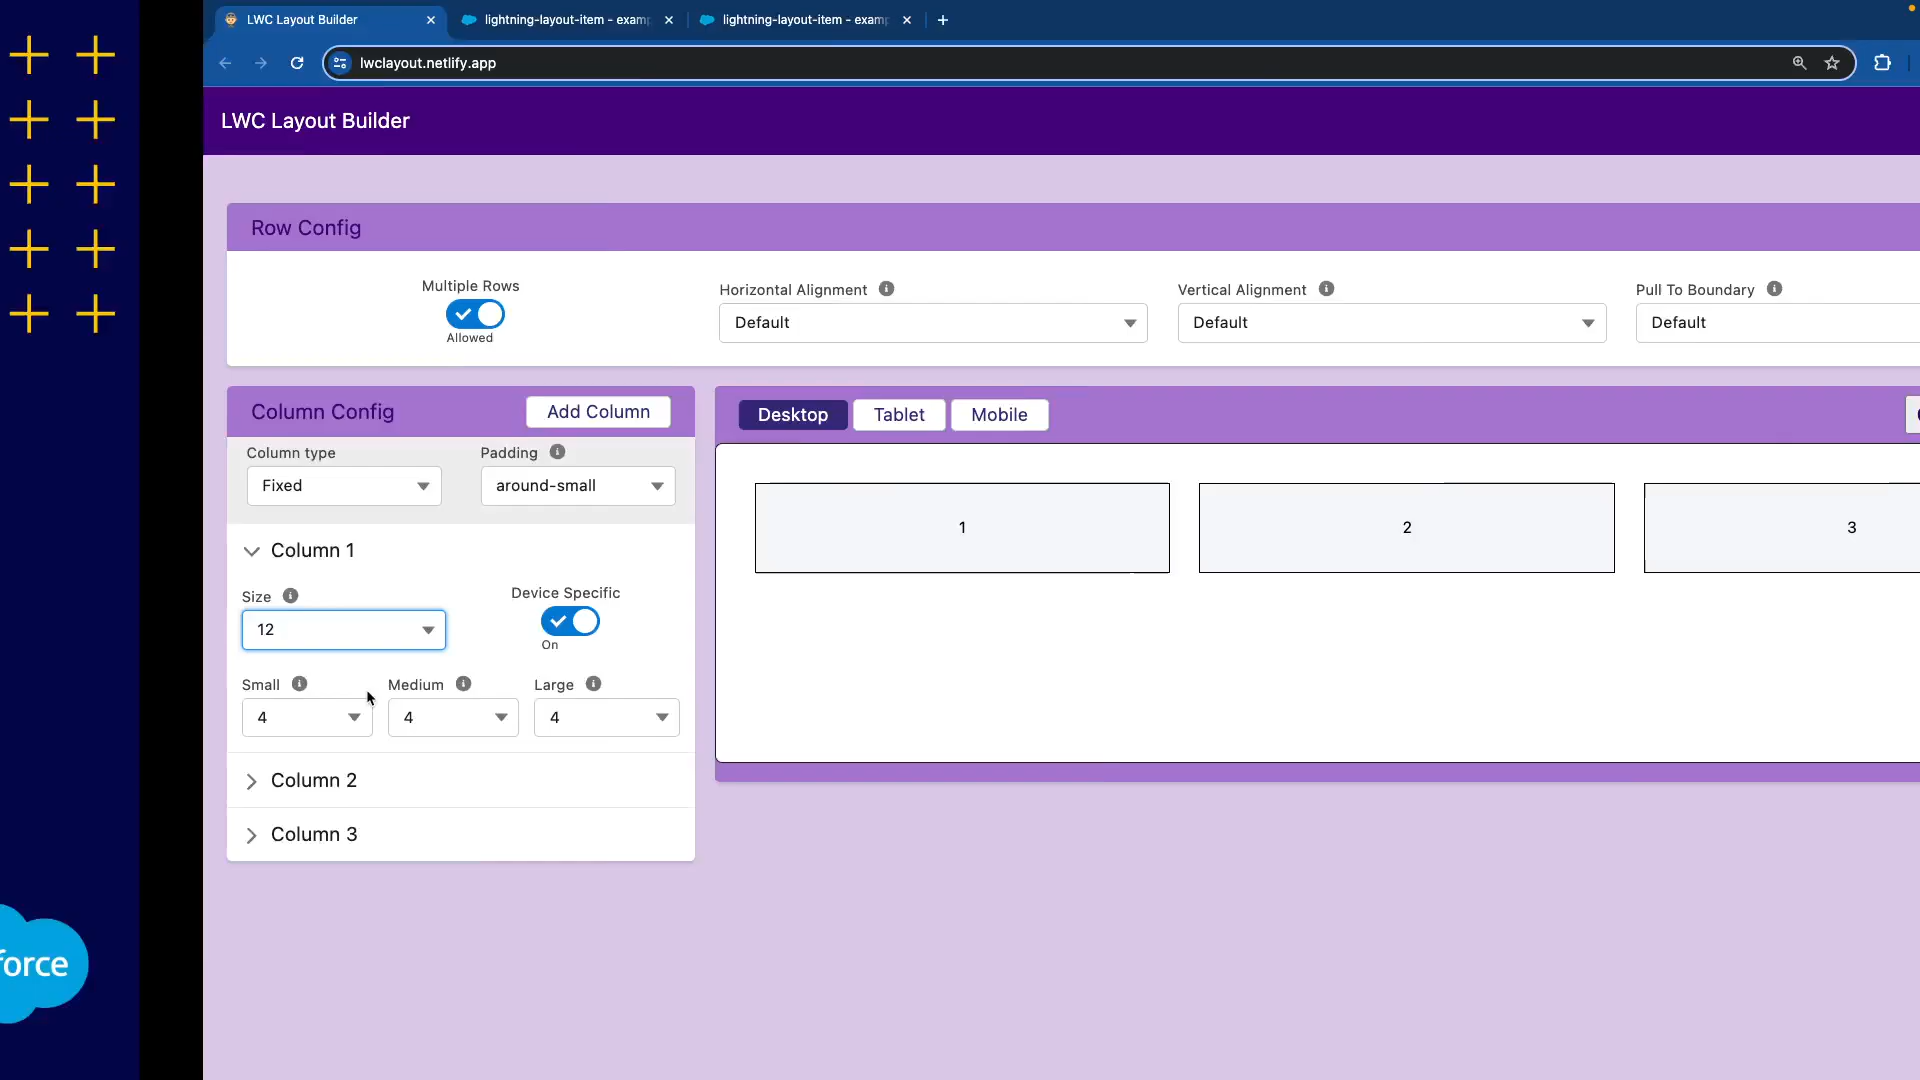 LWC Layout Builder
lightning-layout-item - examp
lightning-layout-item - examp
lwclayout.netlify.app
LWC Layout Builder
Row Config
Multiple Rows
Allowed
Horizontal Alignment
Default
Vertical Alignment
Default
Pull To Boundary
Default
Column Config
Add Column
Column type
Fixed
Padding
around-small
Column 1
Size
12
Device Specific
On
Small
4
Medium
4
Large
4
Column 2
Column 3
Desktop
Tablet
Mobile
1
2
3
force